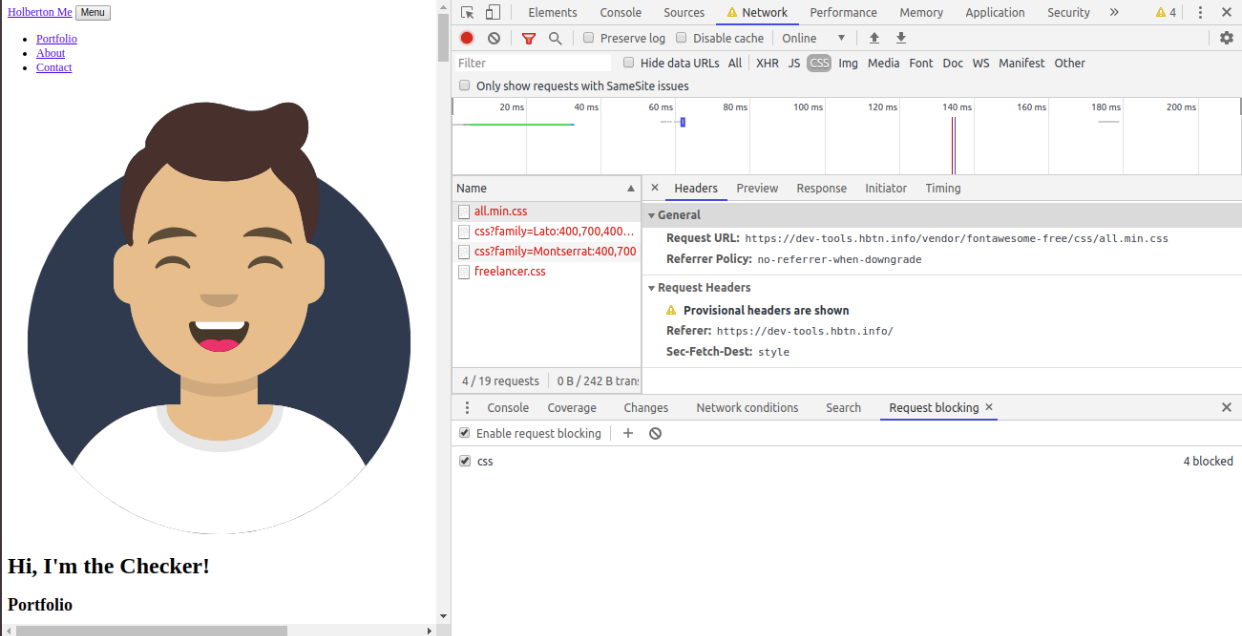 Holberton Me Menu
Portfolio
About
Contact
Hi, I'm the Checker!
Portfolio
Elements Console Sources Network Performance Memory Application Security » 4
Preserve log Disable cache Online
Filter Hide data URLs All XHR JS CSS Img Media Font Doc WS Manifest Other
Only show requests with SameSite issues
20 ms 40 ms 60 ms 80 ms 100 ms 120 ms 140 ms 160 ms 180 ms 200 ms
Name
all.min.css
css?family=Lato:400,700,400...
css?family=Montserrat:400,700
freelancer.css
4 / 19 requests 0 B / 242 B tran
Headers Preview Response Initiator Timing
General
Request URL: https://dev-tools.hbtn.info/vendor/fontawesome-free/css/all.min.css
Referrer Policy: no-referrer-when-downgrade
Request Headers
Provisional headers are shown
Referer: https://dev-tools.hbtn.info/
Sec-Fetch-Dest: style
Console Coverage Changes Network conditions Search Request blocking
Enable request blocking
css 4 blocked